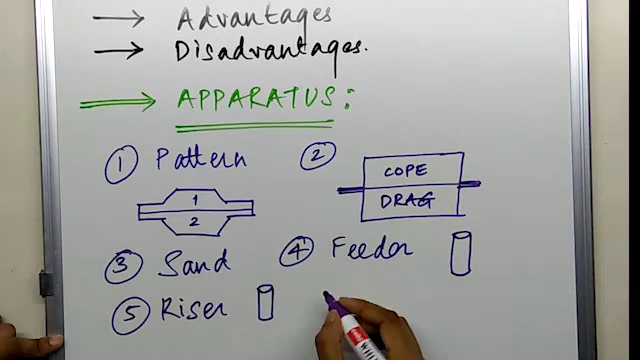 → Advantages
→ Disadvantages.
⇒ APPARATUS:
① Pattern
1
2
②
COPE
DRAG
③ Sand
④ Feeder
⑤ Riser